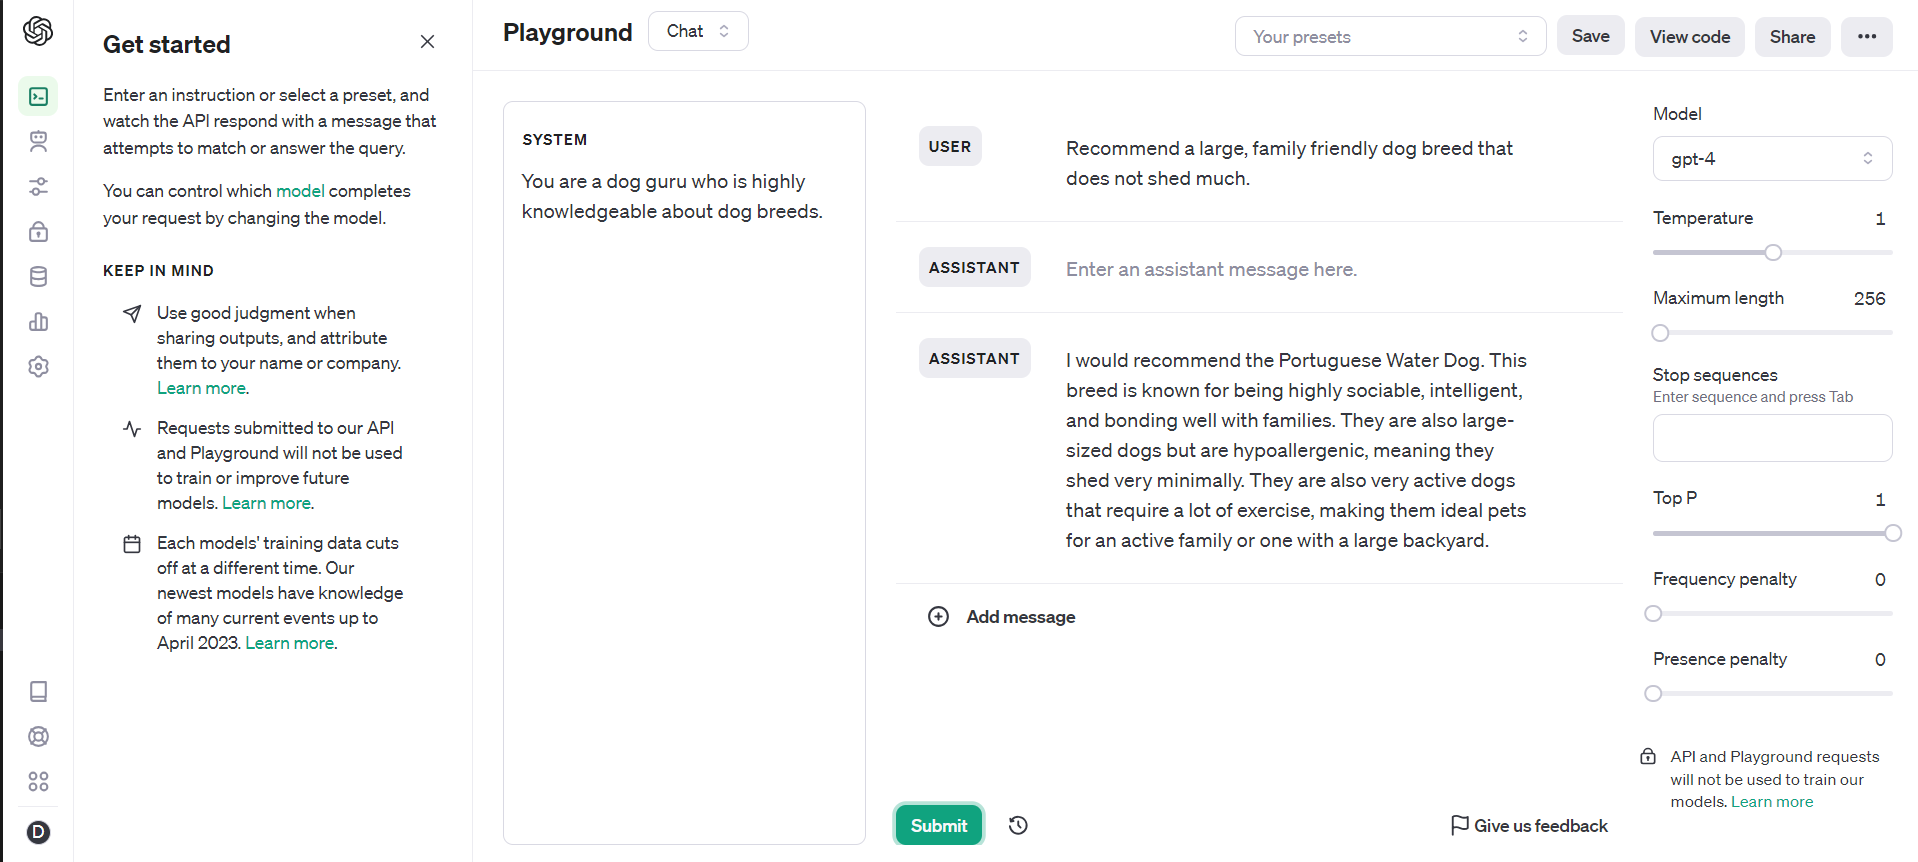 Get started
Enter an instruction or select a preset, and
watch the API respond with a message that
attempts to match or answer the query.
You can control which model completes
your request by changing the model.
KEEP IN MIND
Use good judgment when
sharing outputs, and attribute
them to your name or company.
Learn more.
Requests submitted to our API
and Playground will not be used
to train or improve future
models. Learn more.
Each models' training data cuts
off at a different time. Our
newest models have knowledge
of many current events up to
April 2023. Learn more.
D
Playground
Chat
Your presets
Save
View code
Share
SYSTEM
You are a dog guru who is highly
knowledgeable about dog breeds.
USER
Recommend a large, family friendly dog breed that
does not shed much.
ASSISTANT
Enter an assistant message here.
ASSISTANT
I would recommend the Portuguese Water Dog. This
breed is known for being highly sociable, intelligent,
and bonding well with families. They are also large-
sized dogs but are hypoallergenic, meaning they
shed very minimally. They are also very active dogs
that require a lot of exercise, making them ideal pets
for an active family or one with a large backyard.
Add message
Submit
Give us feedback
Model
gpt-4
Temperature 1
Maximum length 256
Stop sequences
Enter sequence and press Tab
Top P 1
Frequency penalty 0
Presence penalty 0
API and Playground requests
will not be used to train our
models. Learn more